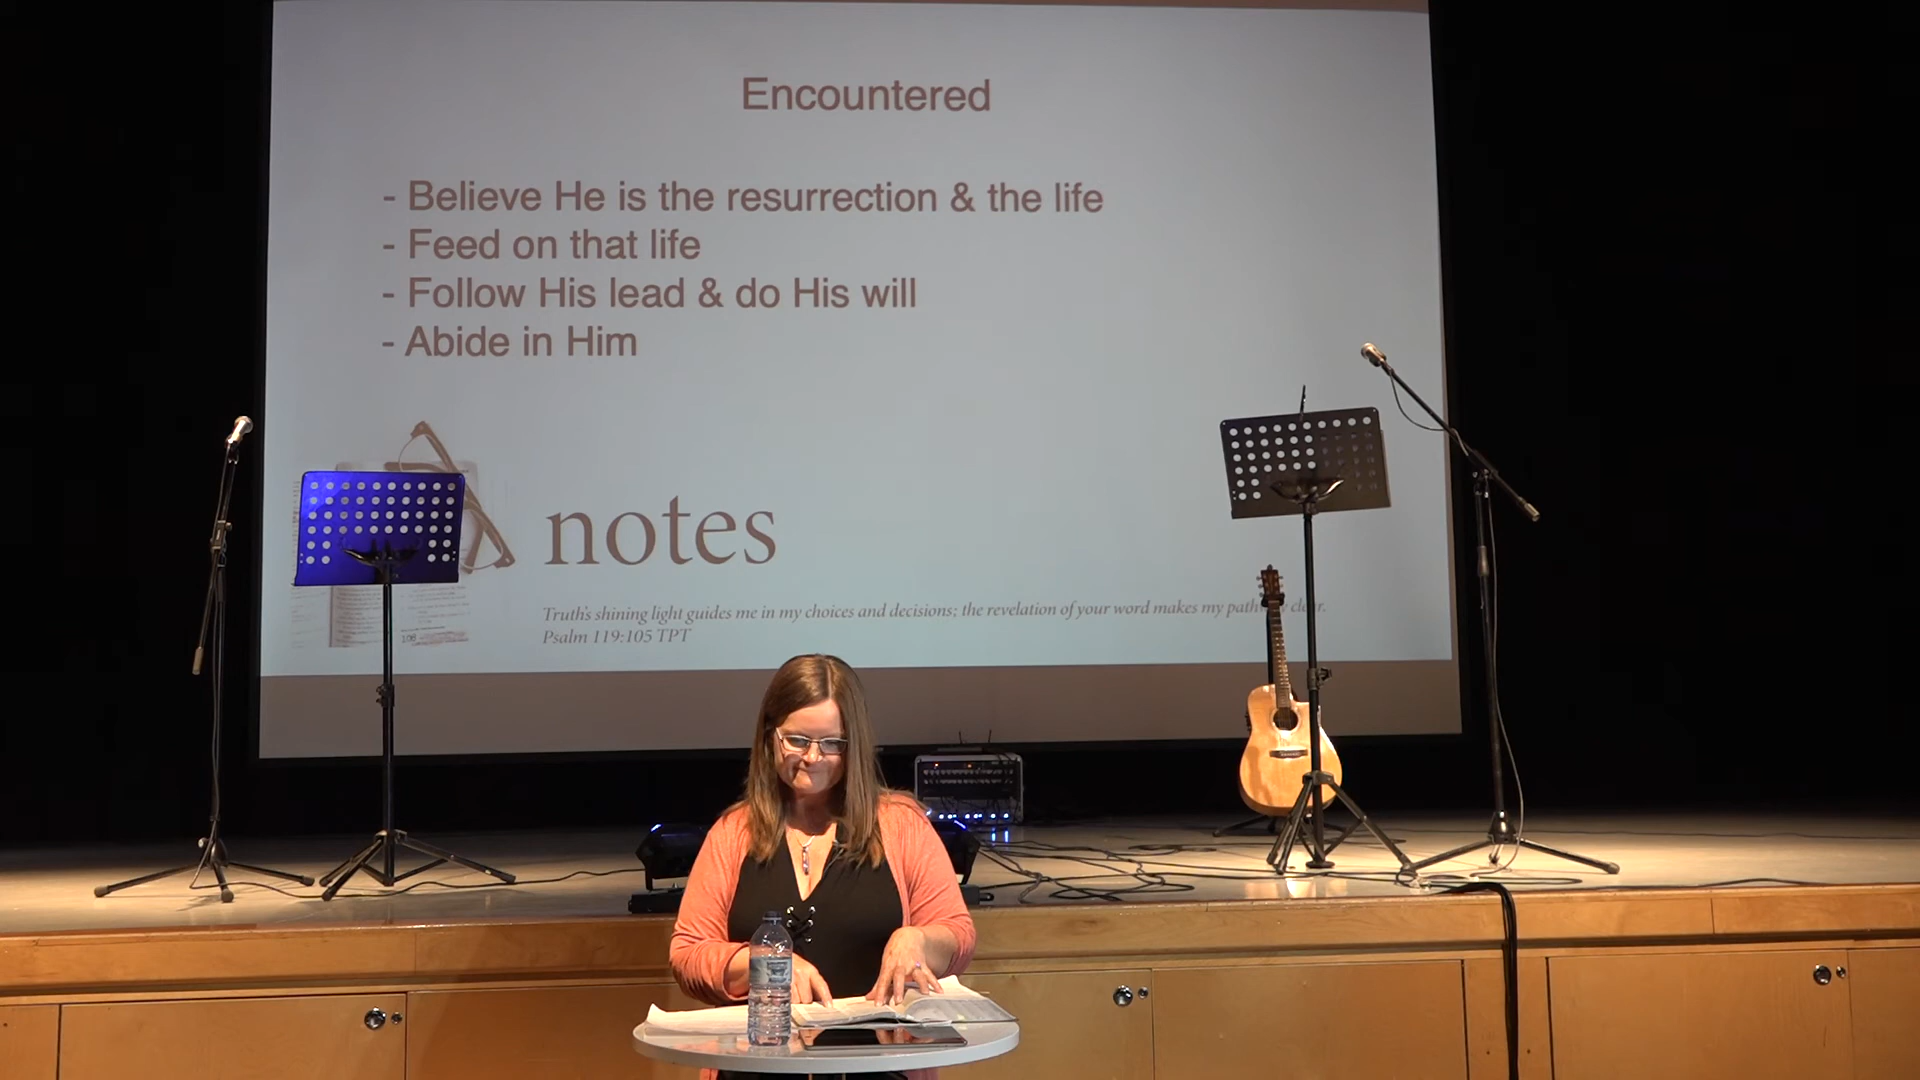 Encountered
- Believe He is the resurrection & the life
- Feed on that life
- Follow His lead & do His will
- Abide in Him
notes
Truth's shining light guides me in my choices and decisions; the revelation of your word makes my pathway clear.
Psalm 119:105 TPT